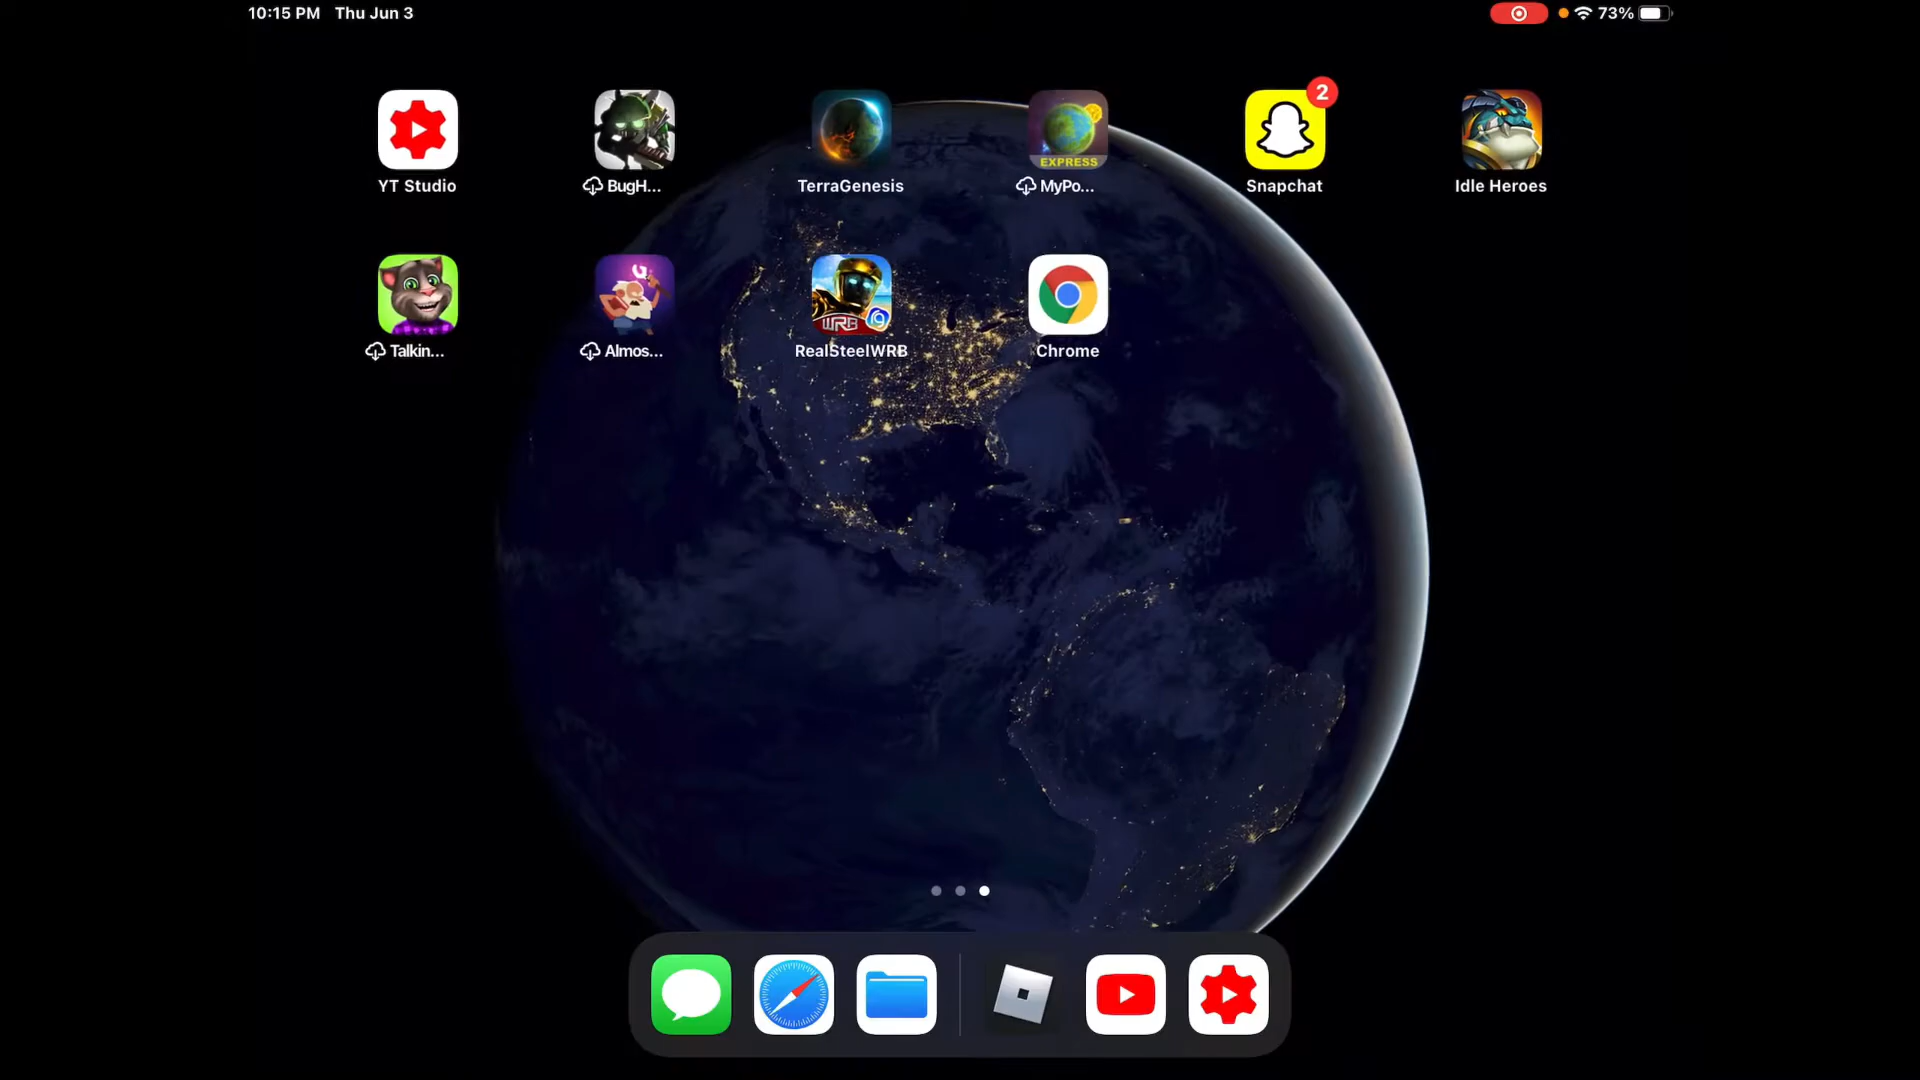 10:15 PM Thu Jun 3
73%
2
EXPRESS
YT Studio
BugH...
TerraGenesis
MyPo...
Snapchat
Idle Heroes
WRB
Talkin...
Almos...
RealSteelWRB
Chrome